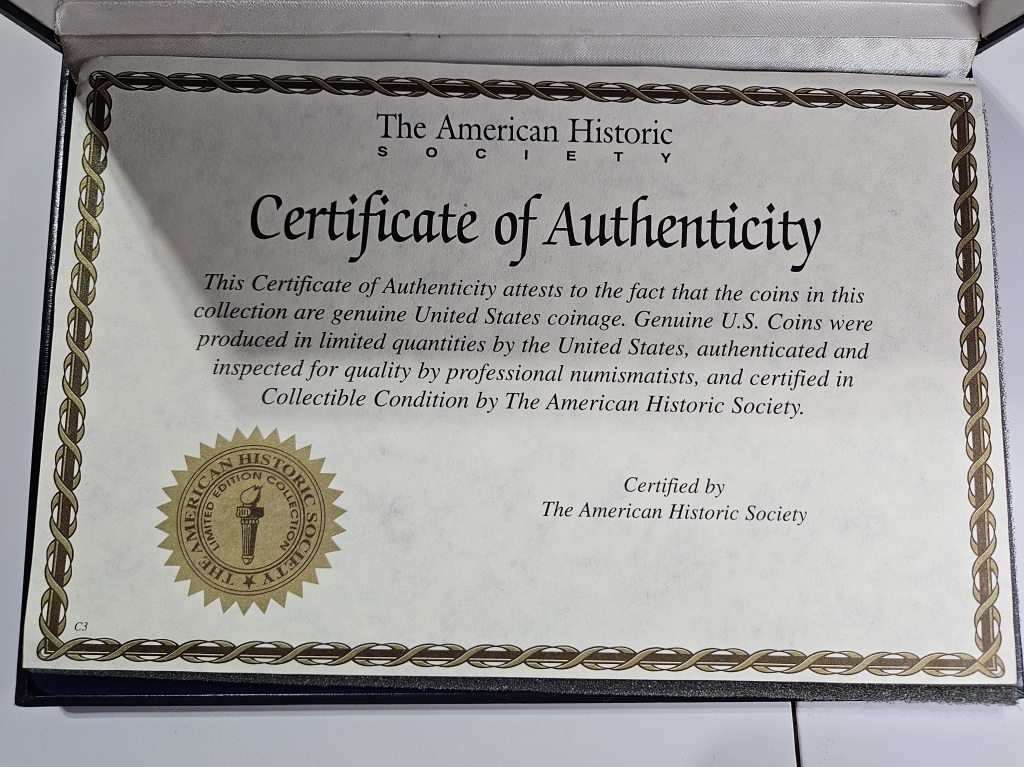 The American Historic
SOCIETY
Certificate of Authenticity
This Certificate of Authenticity attests to the fact that the coins in this
collection are genuine United States coinage. Genuine U.S. Coins were
produced in limited quantities by the United States, authenticated and
inspected for quality by professional numismatists, and certified in
Collectible Condition by The American Historic Society.
Certified by
The American Historic Society
THE AMERICAN HISTORIC SOCIETY
LIMITED EDITION COLLECTION
C3